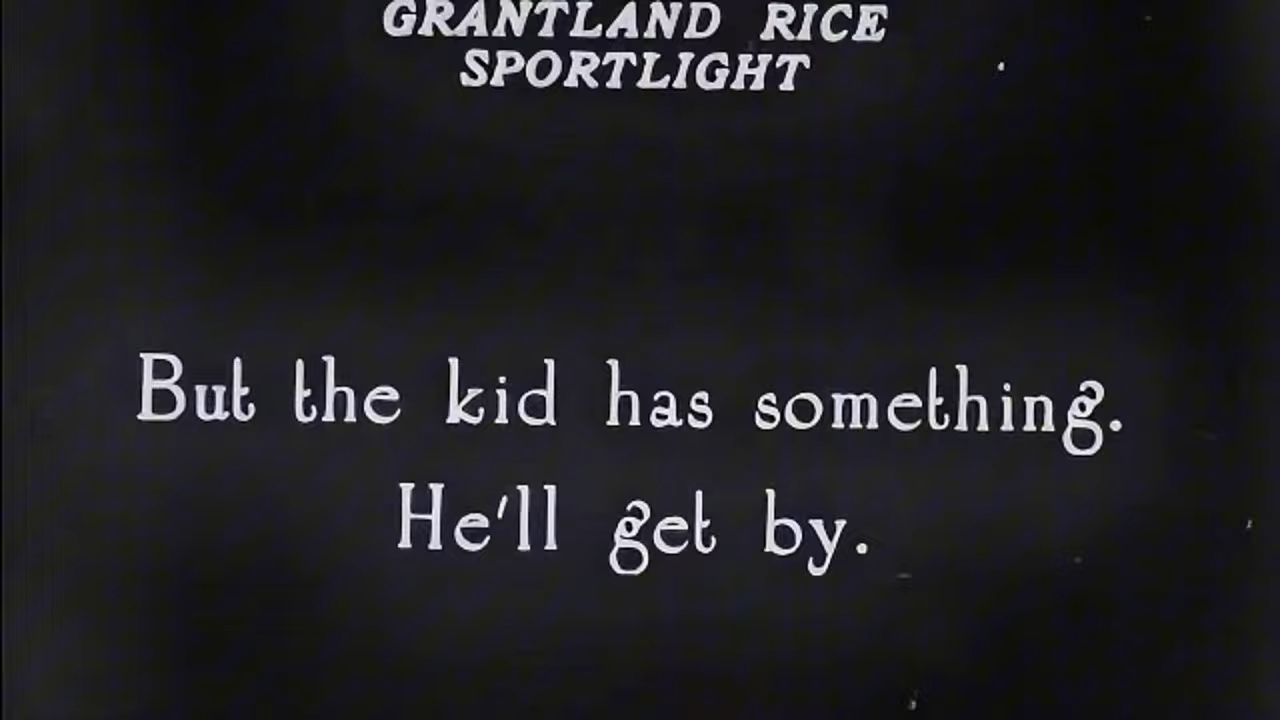 GRANTLAND RICE
SPORTLIGHT
But the kid has something.
He'll get by.